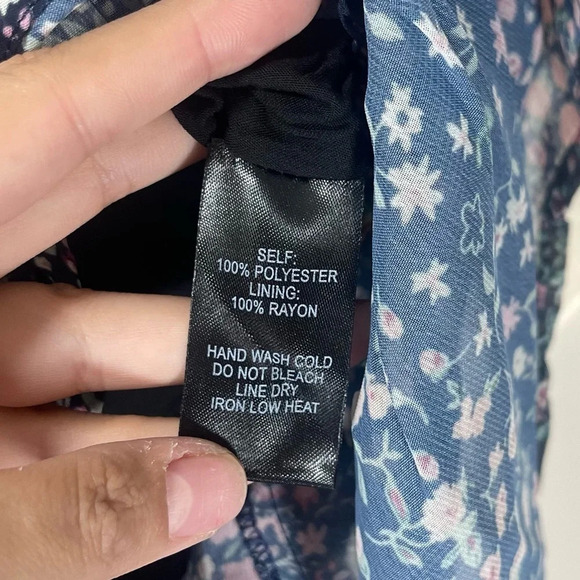 SELF:
100% POLYESTER
LINING:
100% RAYON
HAND WASH COLD
DO NOT BLEACH
LINE DRY
IRON LOW HEAT